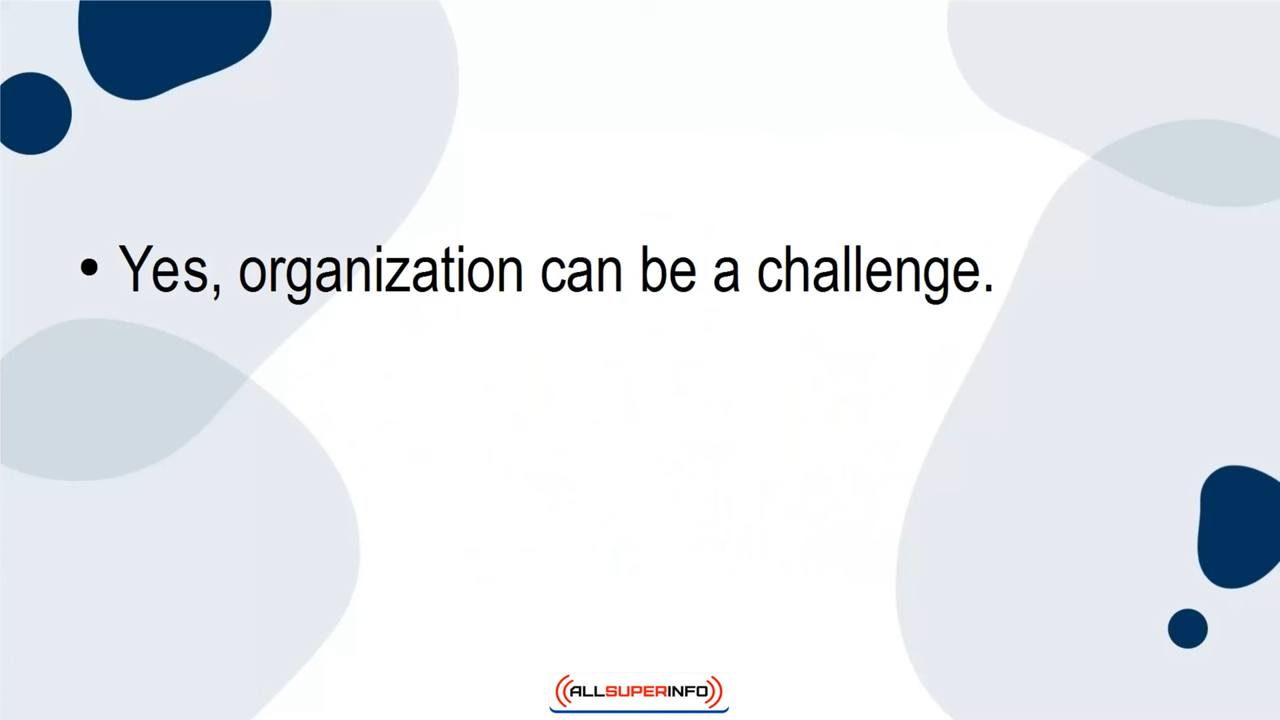 • Yes, organization can be a challenge.
ALLSUPERINFO